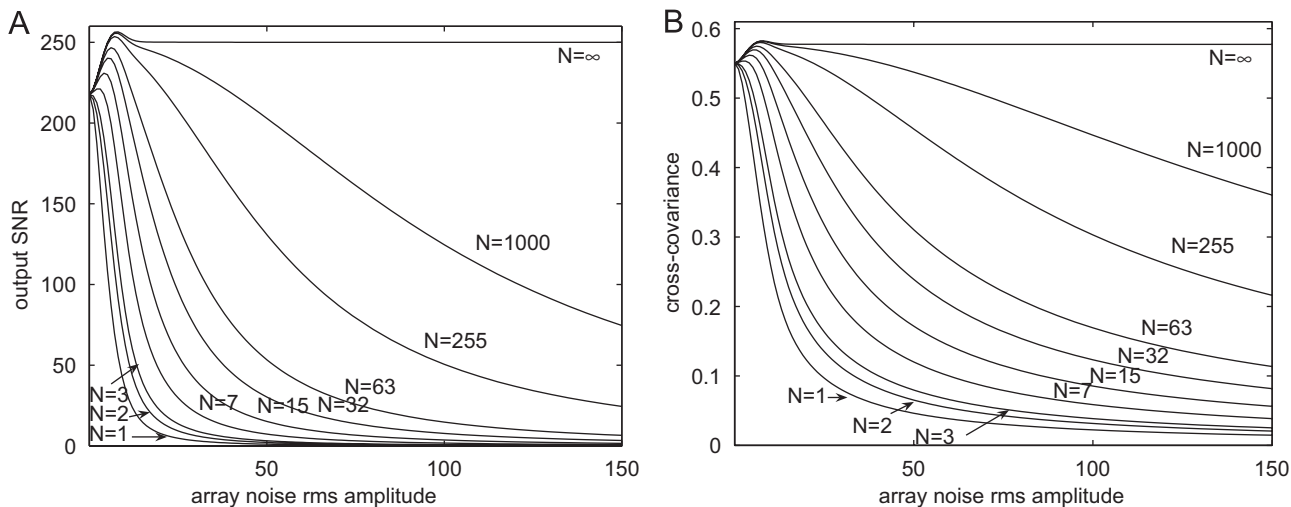 A
250
200
150
100
50
0
output SNR
N=∞
N=1000
N=255
N=63
N=32
N=15
N=7
N=3
N=2
N=1
50
100
150
array noise rms amplitude
B
0.6
0.5
0.4
0.3
0.2
0.1
0
cross-covariance
N=∞
N=1000
N=255
N=63
N=32
N=15
N=7
N=1
N=2
N=3
50
100
150
array noise rms amplitude